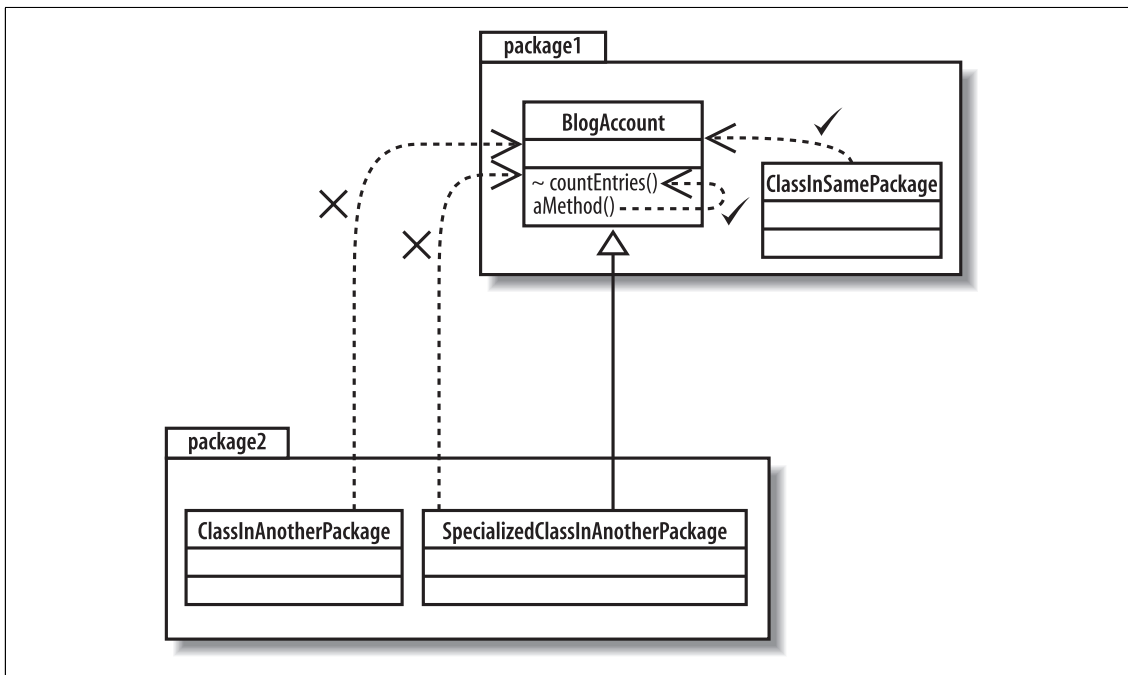 package1
BlogAccount
~ countEntries()
aMethod()
ClassInSamePackage
package2
ClassInAnotherPackage
SpecializedClassInAnotherPackage